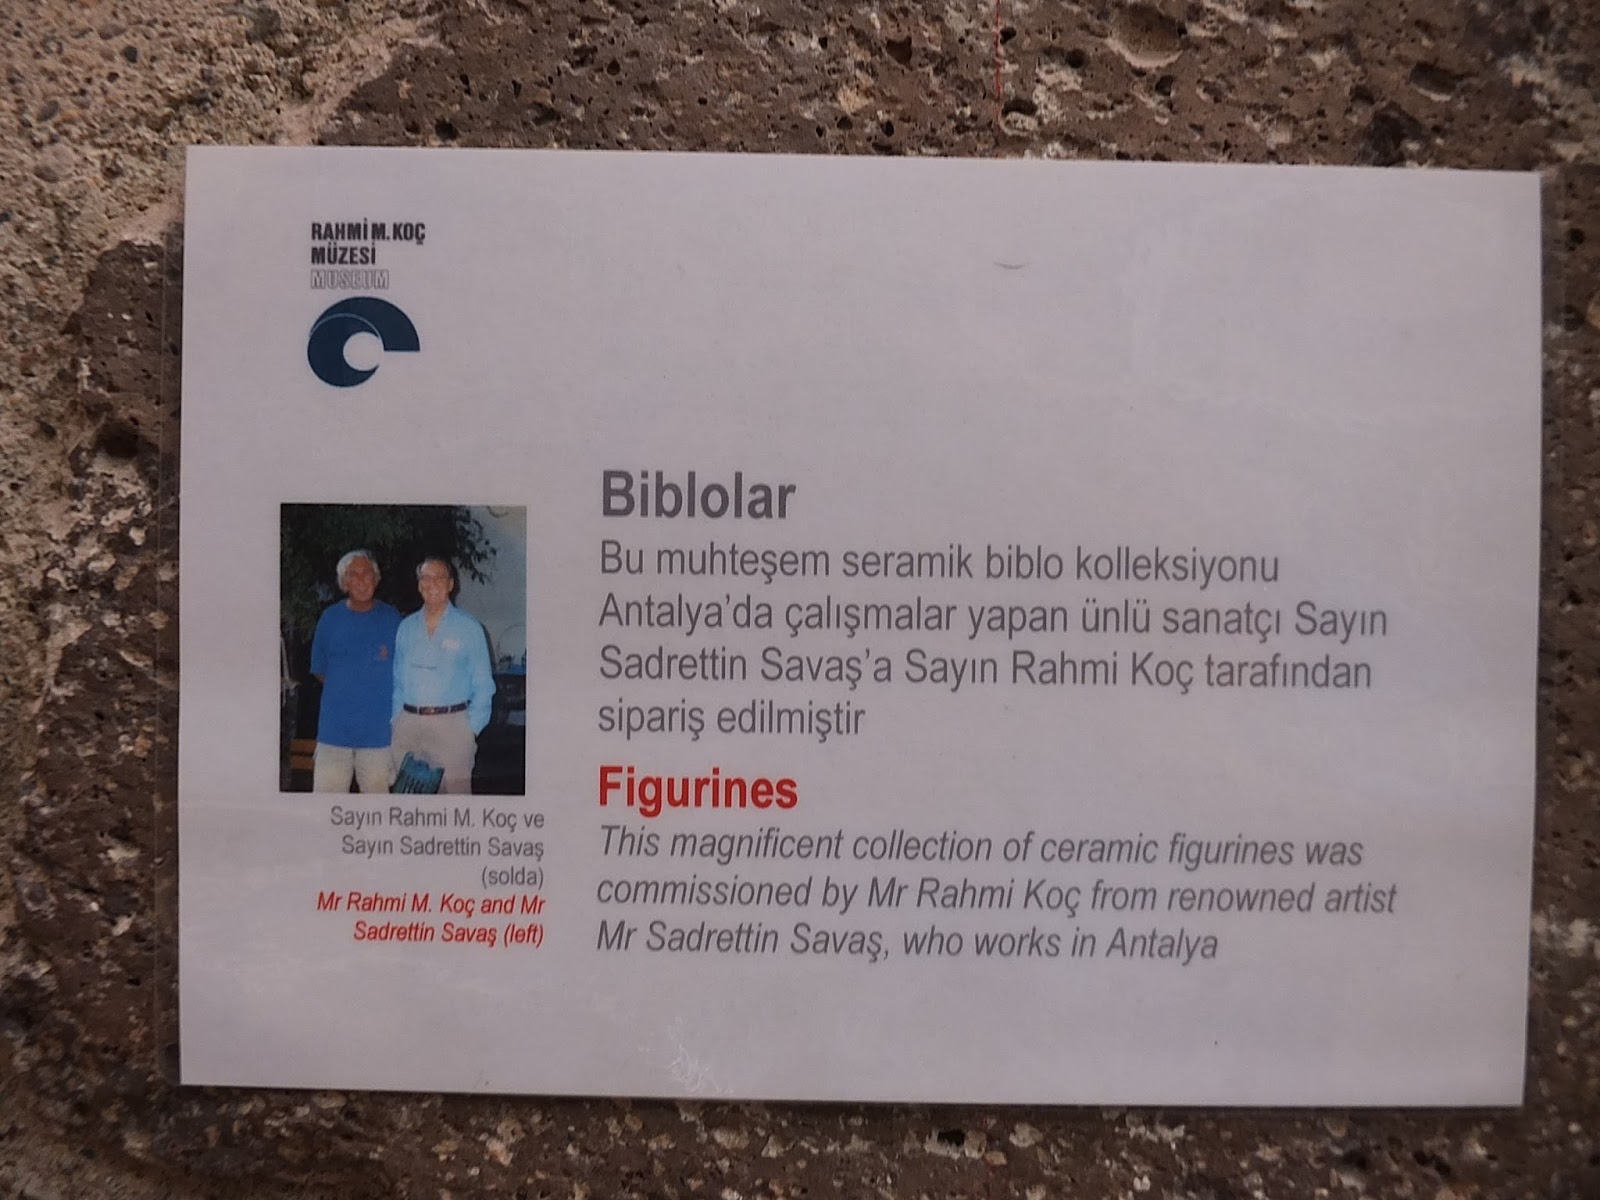 RAHMİ M. KOÇ
MÜZESİ
MUSEUM
Biblolar
Bu muhteşem seramik biblo kolleksiyonu
Antalya'da çalışmalar yapan ünlü sanatçı Sayın
Sadrettin Savaş'a Sayın Rahmi Koç tarafından
sipariş edilmiştir
Figurines
This magnificent collection of ceramic figurines was
commissioned by Mr Rahmi Koç from renowned artist
Mr Sadrettin Savaş, who works in Antalya
Sayın Rahmi M. Koç ve
Sayın Sadrettin Savaş
(solda)
Mr Rahmi M. Koç and Mr
Sadrettin Savaş (left)